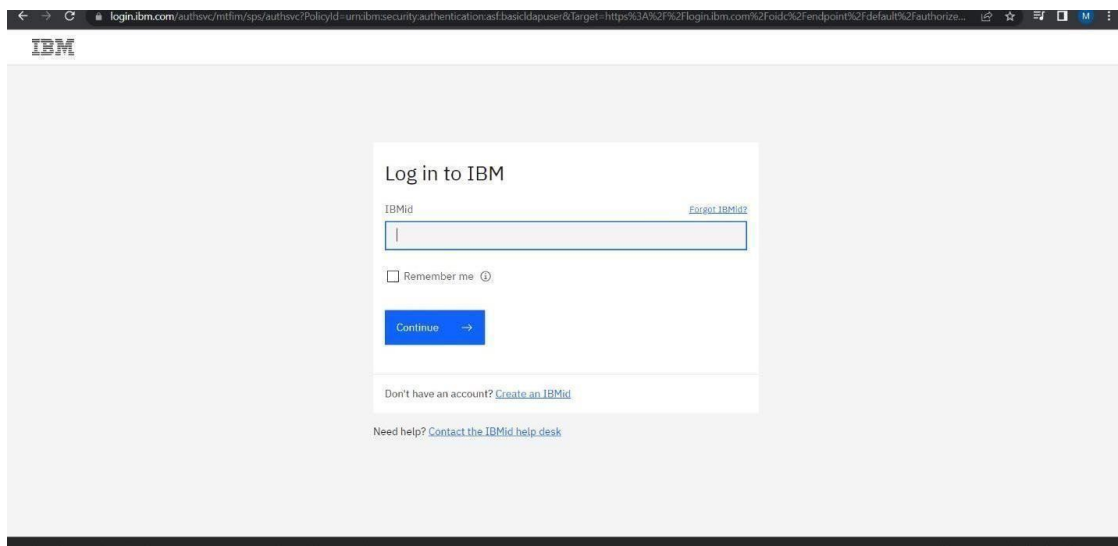 login.ibm.com/authsvc/mtfim/sps/authsvc?PolicyId=urn:ibm:security:authentication:asf:basicldapuser&Target=https%3A%2F%2Flogin.ibm.com%2Foidc%2Fendpoint%2Fdefault%2Fauthorize... M
IBM
Log in to IBM
IBMid Forgot IBMid?
Remember me
Continue →
Don't have an account? Create an IBMid
Need help? Contact the IBMid help desk